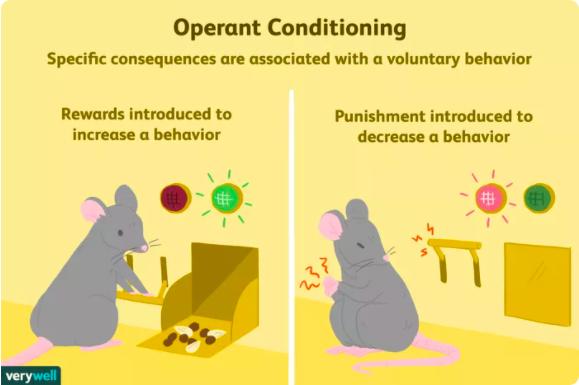 Operant Conditioning
Specific consequences are associated with a voluntary behavior
Rewards introduced to
increase a behavior
Punishment introduced to
decrease a behavior
verywell